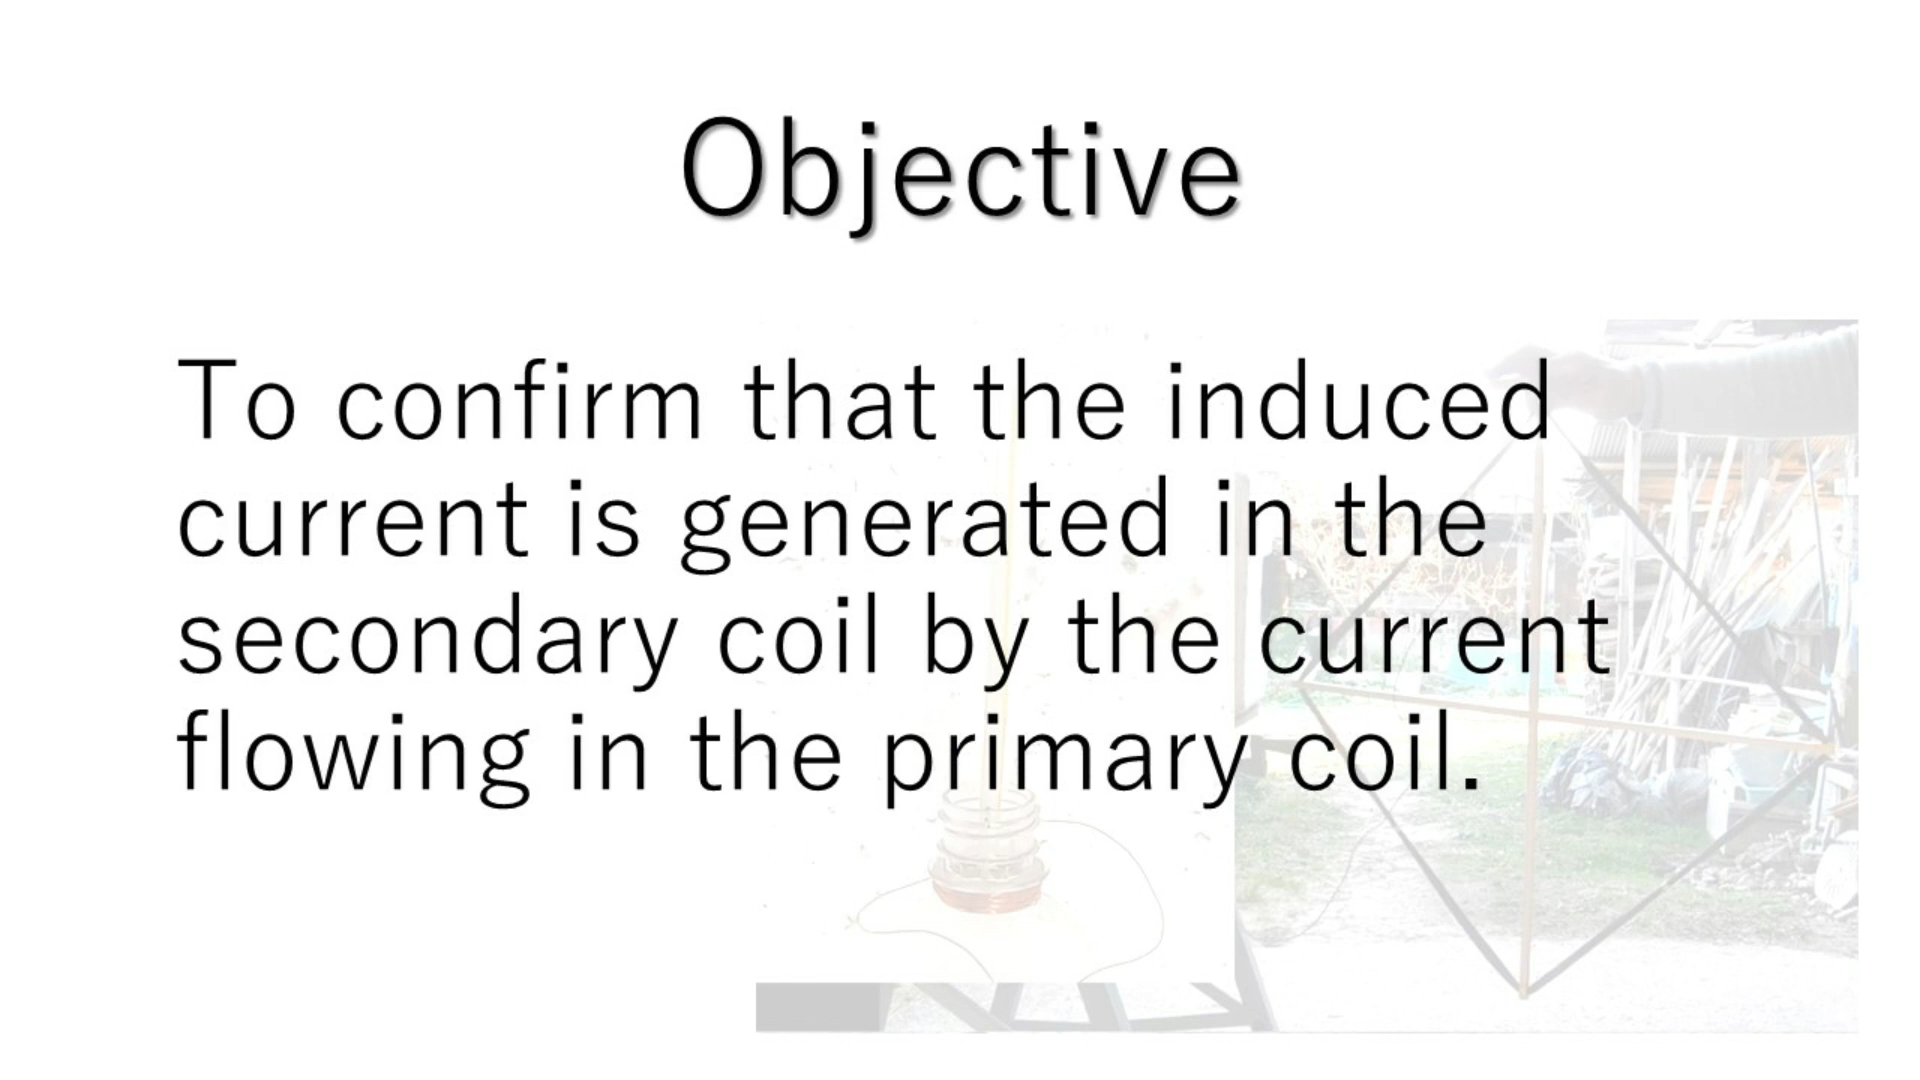 Objective
To confirm that the induced
current is generated in the
secondary coil by the current
flowing in the primary coil.